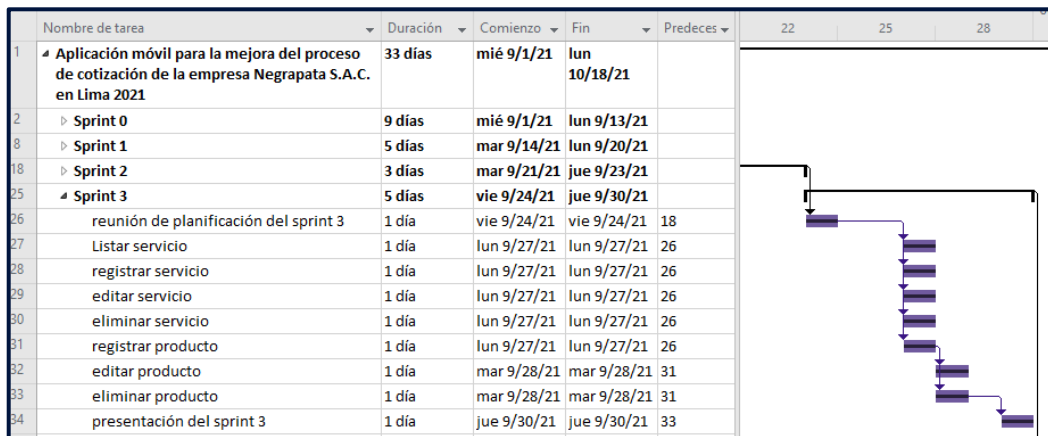 Nombre de tarea Duración Comienzo Fin Predeces 22 25 28
1 Aplicación móvil para la mejora del proceso 33 días mié 9/1/21 lun
de cotización de la empresa Negrapata S.A.C. 10/18/21
en Lima 2021
2 Sprint 0 9 días mié 9/1/21 lun 9/13/21
8 Sprint 1 5 días mar 9/14/21 lun 9/20/21
18 Sprint 2 3 días mar 9/21/21 jue 9/23/21
25 Sprint 3 5 días vie 9/24/21 jue 9/30/21
26 reunión de planificación del sprint 3 1 día vie 9/24/21 vie 9/24/21 18
27 Listar servicio 1 día lun 9/27/21 lun 9/27/21 26
28 registrar servicio 1 día lun 9/27/21 lun 9/27/21 26
29 editar servicio 1 día lun 9/27/21 lun 9/27/21 26
30 eliminar servicio 1 día lun 9/27/21 lun 9/27/21 26
31 registrar producto 1 día lun 9/27/21 lun 9/27/21 26
32 editar producto 1 día mar 9/28/21 mar 9/28/21 31
33 eliminar producto 1 día mar 9/28/21 mar 9/28/21 31
34 presentación del sprint 3 1 día jue 9/30/21 jue 9/30/21 33